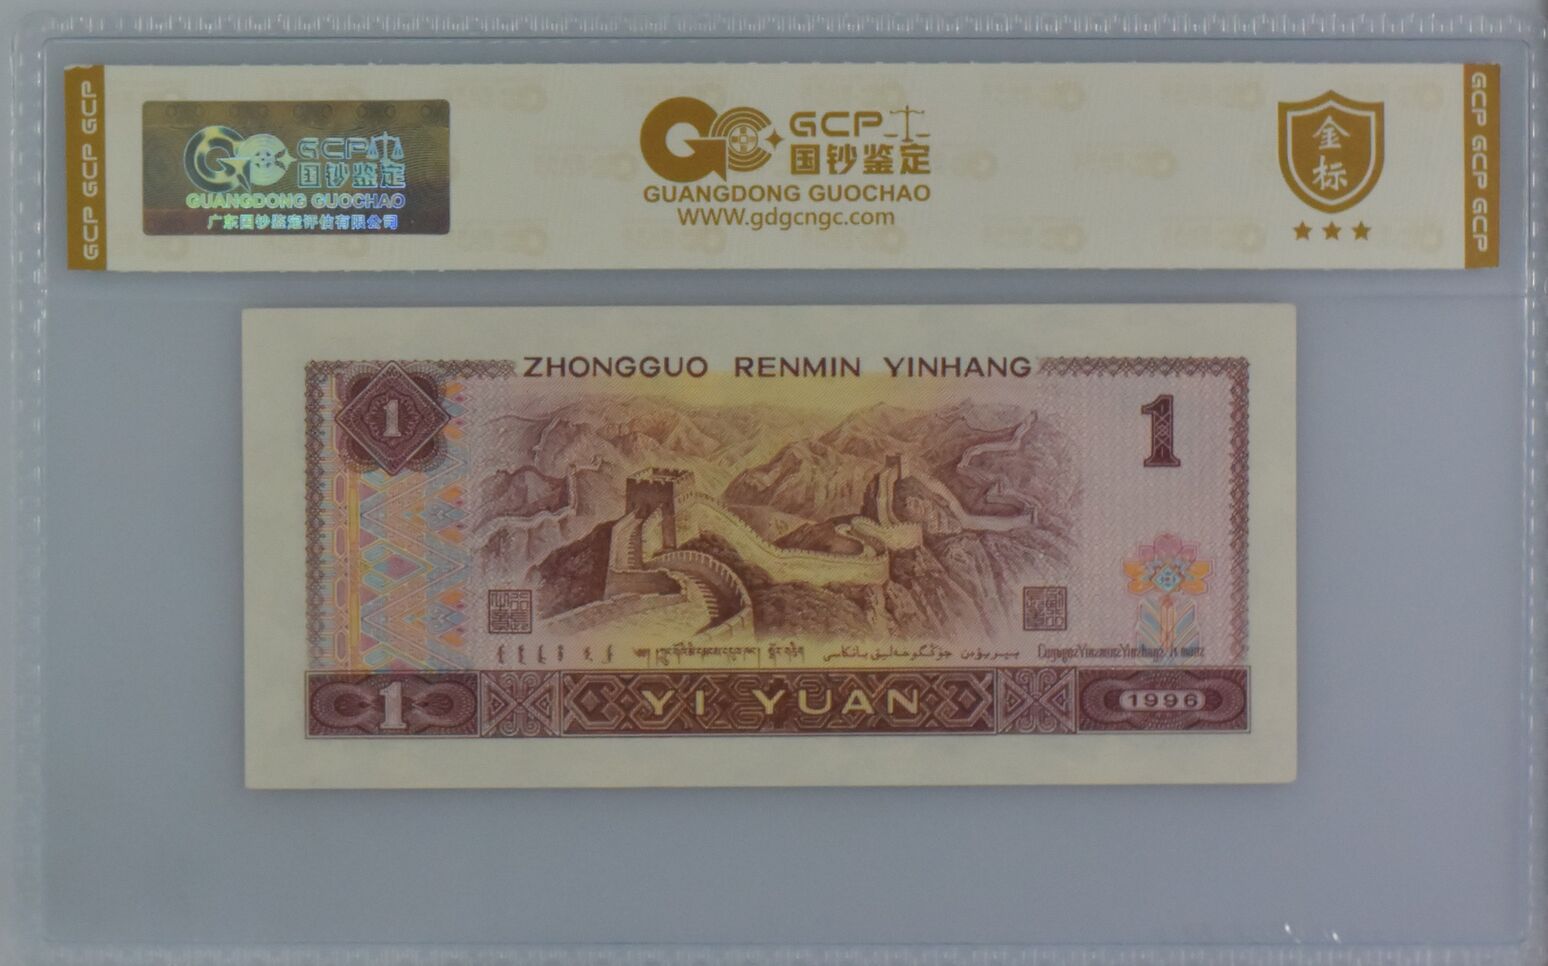 GCP GCP GCP
GCP
国钞鉴定
GUANGDONG GUOCHAO
广东国钞鉴定评估有限公司
GCP
国钞鉴定
GUANGDONG GUOCHAO
WWW.gdgcngc.com
金标
GCP GCP GCP
ZHONGGUO RENMIN YINHANG
1
1
1 YI YUAN 1996